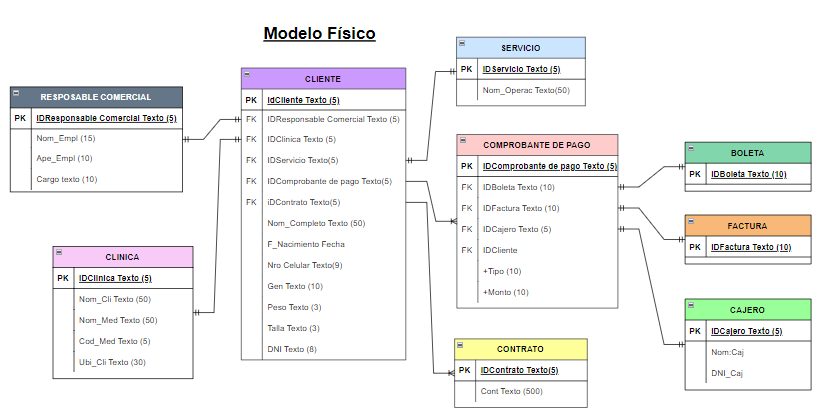 Modelo Físico
RESPOSABLE COMERCIAL
PK IDResponsable Comercial Texto (5)
Nom_Empl (15)
Ape_Empl (10)
Cargo texto (10)
CLINICA
PK IDClinica Texto (5)
Nom_Cli Texto (50)
Nom_Med Texto (50)
Cod_Med Texto (5)
Ubi_Cli Texto (30)
CLIENTE
PK IdCliente Texto (5)
FK IDResponsable Comercial Texto (5)
FK IDClinica Texto (5)
FK IDServicio Texto(5)
FK IDComprobante de pago Texto(5)
FK iDContrato Texto(5)
Nom_Completo Texto (50)
F_Nacimiento Fecha
Nro Celular Texto(9)
Gen Texto (10)
Peso Texto (3)
Talla Texto (3)
DNI Texto (8)
SERVICIO
PK IDServicio Texto (5)
Nom_Operac Texto(50)
COMPROBANTE DE PAGO
PK IDComprobante de pago Texto (5)
FK IDBoleta Texto (10)
FK IDFactura Texto (10)
FK IDCajero Texto (5)
FK IDCliente
+Tipo (10)
+Monto (10)
CONTRATO
PK IDContrato Texto(5)
Cont Texto (500)
BOLETA
PK IDBoleta Texto (10)
FACTURA
PK IDFactura Texto (10)
CAJERO
PK IDCajero Texto (5)
Nom:Caj
DNI_Caj